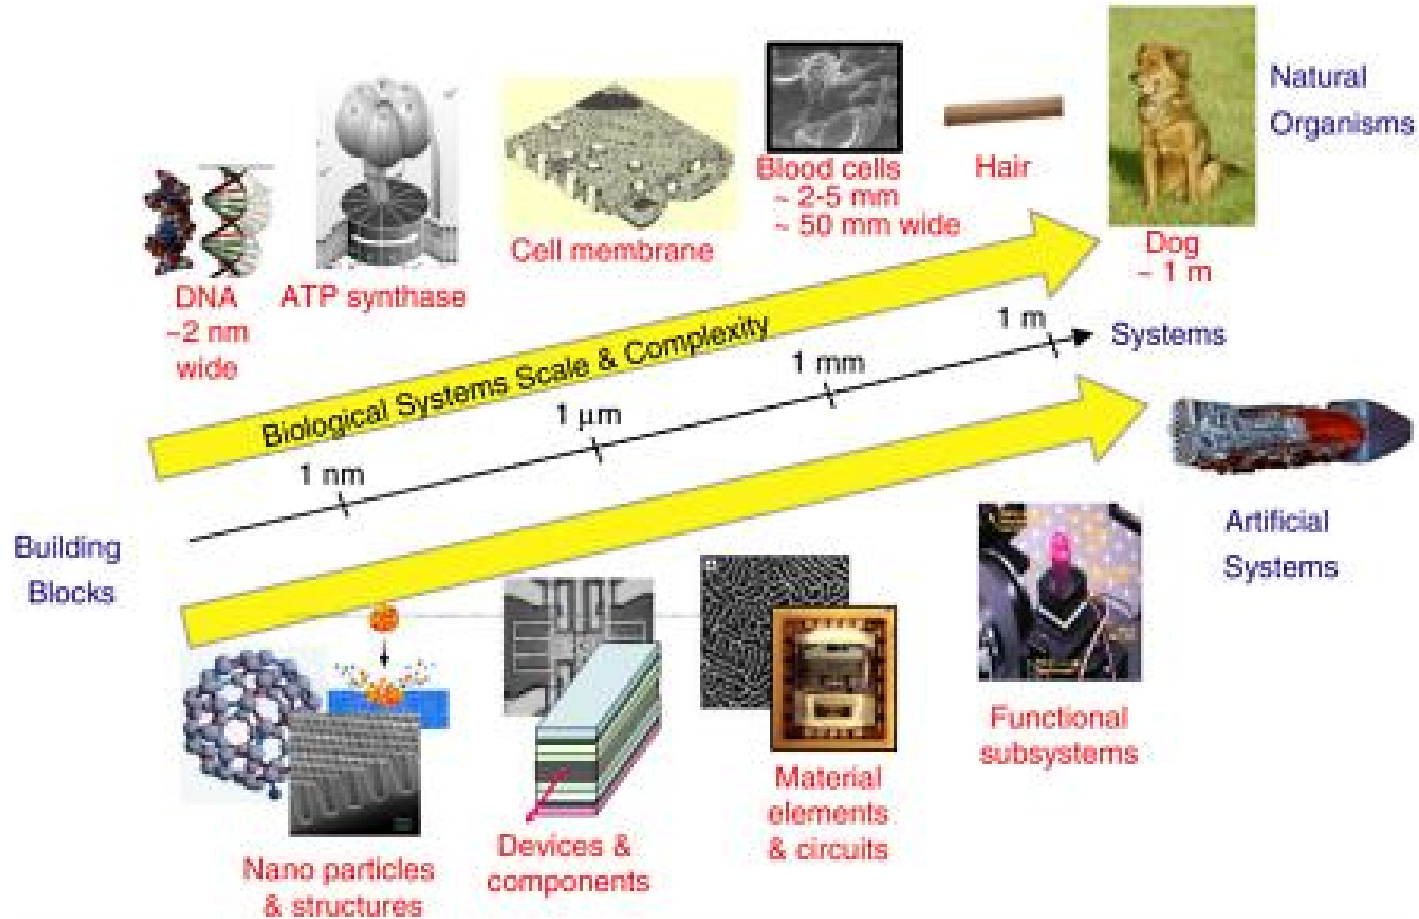 Natural
Organisms
Blood cells
~ 2-5 mm
~ 50 mm wide
Hair
Cell membrane
Dog
~ 1 m
DNA
~2 nm
wide
ATP synthase
Biological Systems Scale & Complexity
1 nm
1 μm
1 mm
1 m
Systems
Building
Blocks
Artificial
Systems
Functional
subsystems
Material
elements
& circuits
Devices &
components
Nano particles
& structures